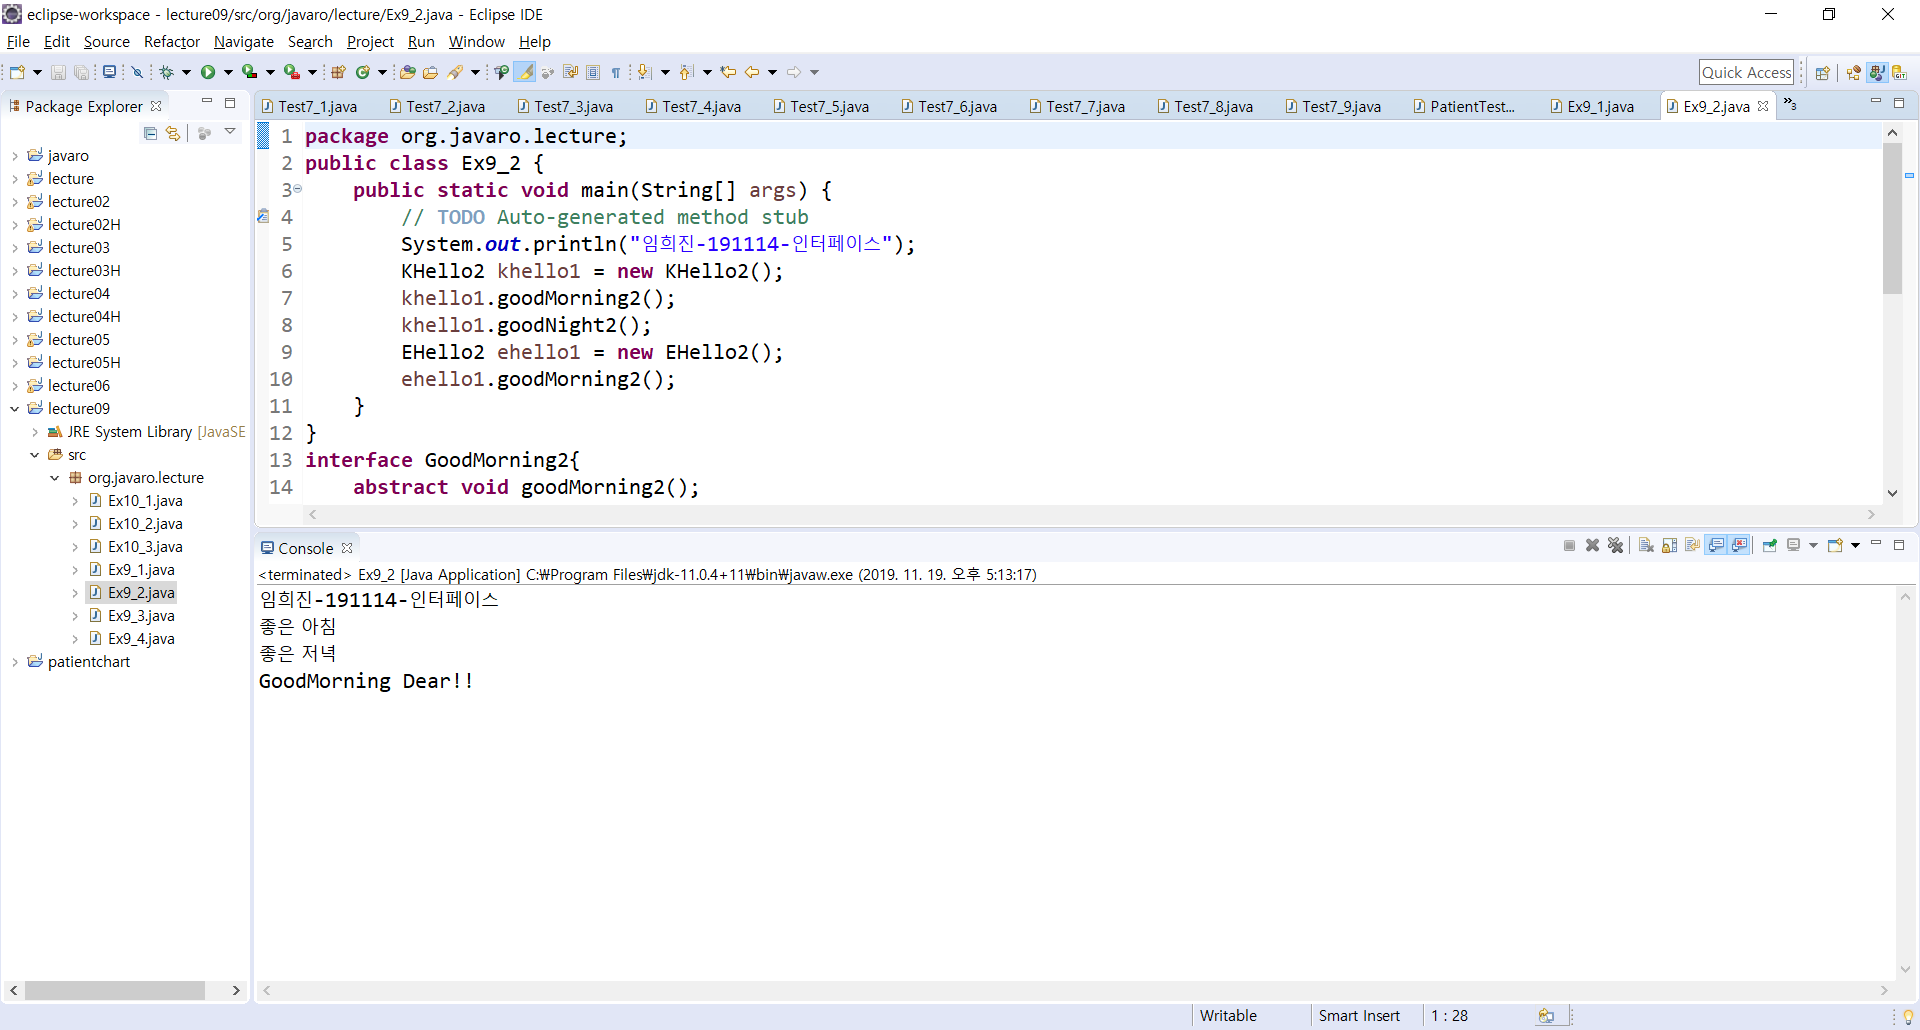 eclipse-workspace - lecture09/src/org/javaro/lecture/Ex9_2.java - Eclipse IDE
File Edit Source Refactor Navigate Search Project Run Window Help
Quick Access
Package Explorer
Test7_1.java Test7_2.java Test7_3.java Test7_4.java Test7_5.java Test7_6.java Test7_7.java Test7_8.java Test7_9.java PatientTest... Ex9_1.java Ex9_2.java »3
javaro
lecture
lecture02
lecture02H
lecture03
lecture03H
lecture04
lecture04H
lecture05
lecture05H
lecture06
lecture09
JRE System Library [JavaSE
src
org.javaro.lecture
Ex10_1.java
Ex10_2.java
Ex10_3.java
Ex9_1.java
Ex9_2.java
Ex9_3.java
Ex9_4.java
patientchart
1 package org.javaro.lecture;
2 public class Ex9_2 {
3 public static void main(String[] args) {
4 // TODO Auto-generated method stub
5 System.out.println("임희진-191114-인터페이스");
6 KHello2 khello1 = new KHello2();
7 khello1.goodMorning2();
8 khello1.goodNight2();
9 EHello2 ehello1 = new EHello2();
10 ehello1.goodMorning2();
11 }
12 }
13 interface GoodMorning2{
14 abstract void goodMorning2();
Console
<terminated> Ex9_2 [Java Application] C:₩Program Files₩jdk-11.0.4+11₩bin₩javaw.exe (2019. 11. 19. 오후 5:13:17)
임희진-191114-인터페이스
좋은 아침
좋은 저녁
GoodMorning Dear!!
Writable Smart Insert 1 : 28